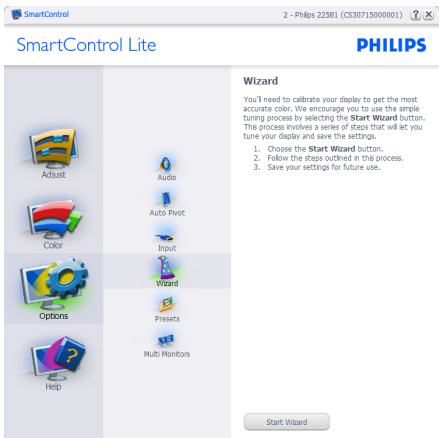 SmartControl
2 - Philips 225B1 (CS30715000001)
SmartControl Lite
PHILIPS
Adjust
Color
Options
Help
Audio
Auto Pivot
Input
Wizard
Presets
Multi Monitors
Wizard
You'll need to calibrate your display to get the most
accurate color. We encourage you to use the simple
tuning process by selecting the Start Wizard button.
This process involves a series of steps that will let you
tune your display and save the settings.
1. Choose the Start Wizard button.
2. Follow the steps outlined in this process.
3. Save your settings for future use.
Start Wizard